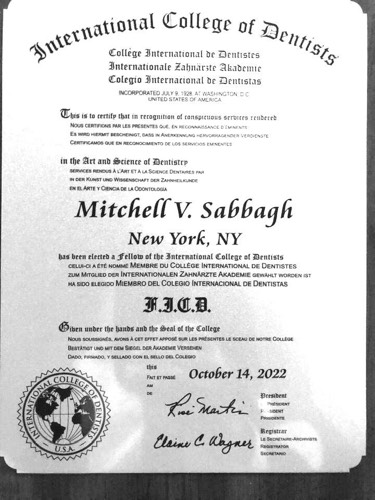 International College of Dentists
Collège International de Dentistes
Internationale Zahnärzte Akademie
Colegio Internacional de Dentistas
INCORPORATED JULY 9, 1928, AT WASHINGTON, D.C.
UNITED STATES OF AMERICA
This is to certify that in recognition of conspicuous services rendered
NOUS CERTIFIONS PAR LES PRESENTES QUE, EN RECONNAISSANCE D'EMINENTS
ES WIRD HIERMIT BESCHEINIGT, DASS IN ANERKENNUNG HERVORRAGENDER VERDIENSTE,
CERTIFICAMOS QUE EN RECONOCIMIENTO DE LOS SERVICIOS EMINENTES
in the Art and Science of Dentistry
SERVICES RENDUS À L'ART ET A LA SCIENCE DENTAIRES PAR
IN DER KUNST UND WISSENSCHAFT DER ZAHNHEILKUNDE
EN EL ARTE Y CIENCIA DE LA ODONTOLOGIA
Mitchell V. Sabbagh
New York, NY
has been elected a Fellow of the International College of Dentists
CELUI-CI A ÉTÉ NOMMÉ MEMBRE DU COLLÈGE INTERNATIONAL DE DENTISTES
ZUM MITGLIED DER INTERNATIONALEN ZAHNÄRZTE AKADEMIE GEWÄHLT WORDEN IST
HA SIDO ELEGIDO MIEMBRO DEL COLEGIO INTERNACIONAL DE DENTISTAS
F.I.C.D.
Given under the hands and the Seal of the College
NOUS SOUSSIGNÉS, AVONS À CET EFFET APPOSÉ SUR LES PRÉSENTES LE SCEAU DE NOTRE COLLÈGE
BESTÄTIGT UND MIT DEM SIEGEL DER AKADEMIE VERSEHEN
DADO, FIRMADO, Y SELLADO CON EL SELLO DEL COLEGIO
this
FAIT ET PASSÉ
AM
DE
October 14, 2022
INTERNATIONAL COLLEGE OF DENTISTS
U.S.A.
President
PRÉSIDENT
PRESIDENTE
Elaine C. Wagner
Registrar
LE SECRETAIRE-ARCHIVISTE
REGISTRATOR
SECRETARIO